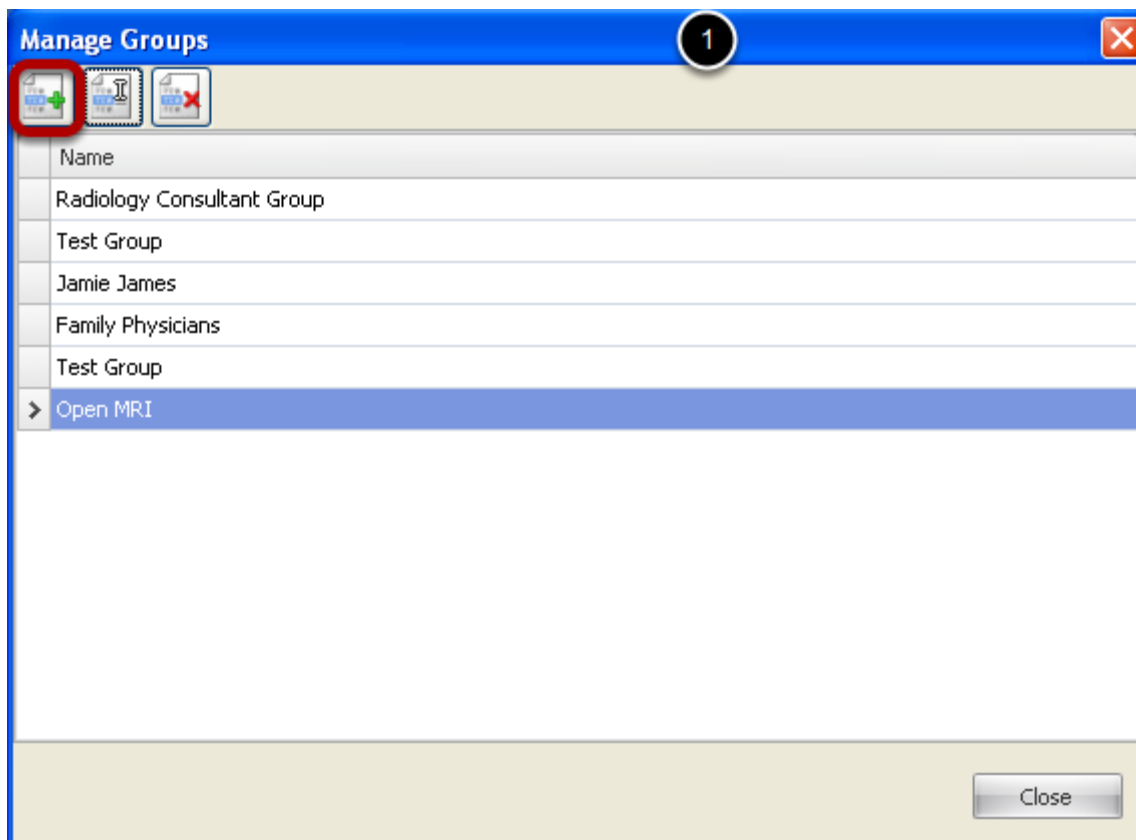 Manage Groups
1
Name
Radiology Consultant Group
Test Group
Jamie James
Family Physicians
Test Group
Open MRI
Close